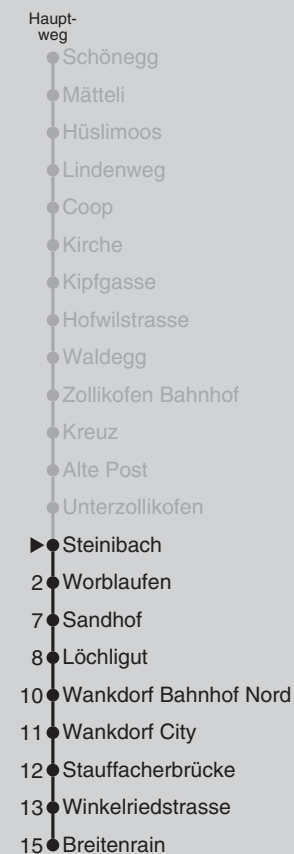 Haupt-
weg
Schönegg
Mätteli
Hüslimoos
Lindenweg
Coop
Kirche
Kipfgasse
Hofwilstrasse
Waldegg
Zollikofen Bahnhof
Kreuz
Alte Post
Unterzollikofen
Steinibach
2 Worblaufen
7 Sandhof
8 Löchligut
10 Wankdorf Bahnhof Nord
11 Wankdorf City
12 Stauffacherbrücke
13 Winkelriedstrasse
15 Breitenrain